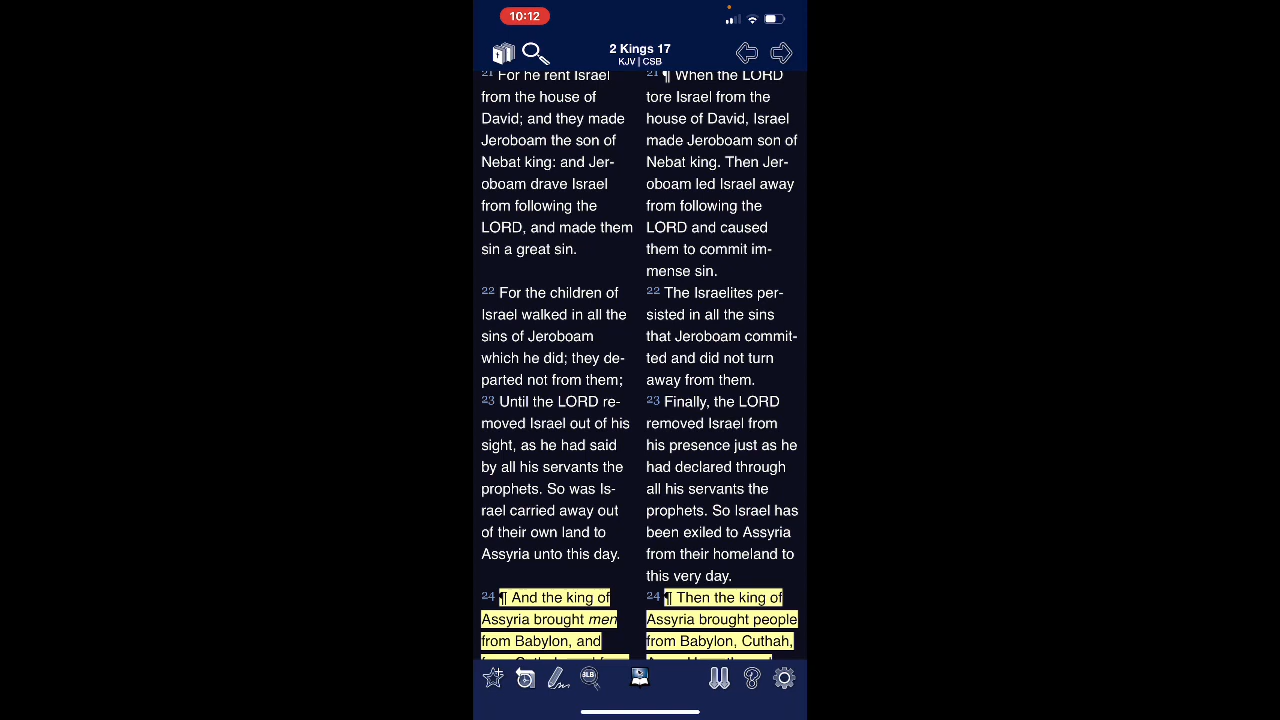 10:12
2 Kings 17
KJV | CSB
21 For he rent Israel
from the house of
David; and they made
Jeroboam the son of
Nebat king: and Jer-
oboam drave Israel
from following the
LORD, and made them
sin a great sin.
22 For the children of
Israel walked in all the
sins of Jeroboam
which he did; they de-
parted not from them;
23 Until the LORD re-
moved Israel out of his
sight, as he had said
by all his servants the
prophets. So was Is-
rael carried away out
of their own land to
Assyria unto this day.
24 ¶ And the king of
Assyria brought men
from Babylon, and
21 ¶ When the LORD
tore Israel from the
house of David, Israel
made Jeroboam son of
Nebat king. Then Jer-
oboam led Israel away
from following the
LORD and caused
them to commit im-
mense sin.
22 The Israelites per-
sisted in all the sins
that Jeroboam commit-
ted and did not turn
away from them.
23 Finally, the LORD
removed Israel from
his presence just as he
had declared through
all his servants the
prophets. So Israel has
been exiled to Assyria
from their homeland to
this very day.
24 ¶ Then the king of
Assyria brought people
from Babylon, Cuthah,
BLB